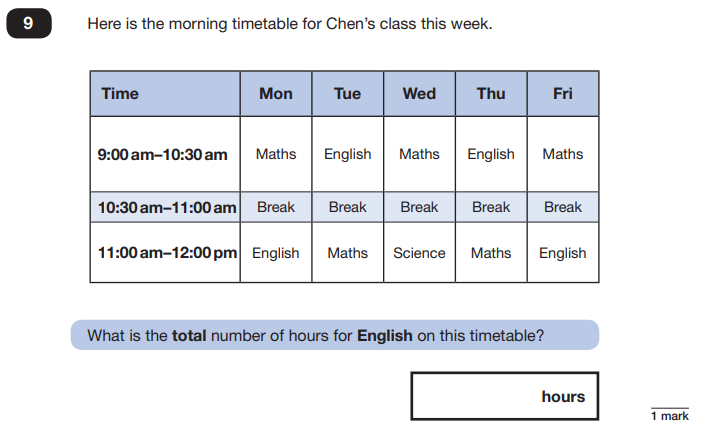 9
Here is the morning timetable for Chen’s class this week.
Time Mon Tue Wed Thu Fri
9:00 am–10:30 am Maths English Maths English Maths
10:30 am–11:00 am Break Break Break Break Break
11:00 am–12:00 pm English Maths Science Maths English
What is the total number of hours for English on this timetable?
hours
1 mark